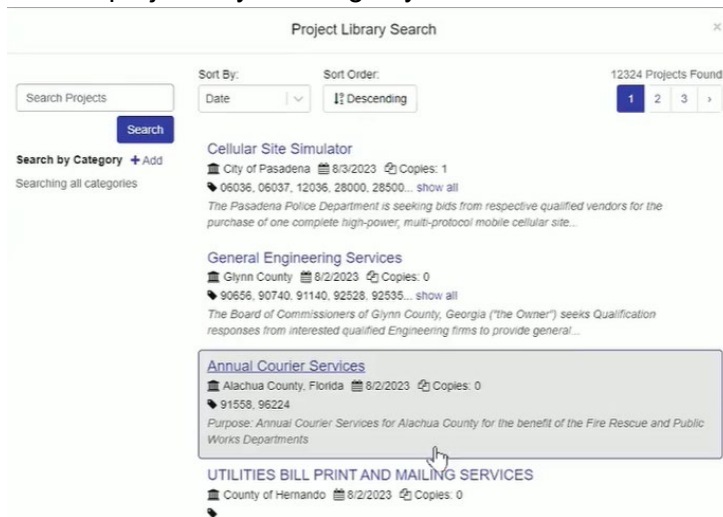 Project Library Search
×
Sort By:
Sort Order:
12324 Projects Found
Search Projects
Date
Descending
1 2 3 ›
Search
Search by Category + Add
Searching all categories
Cellular Site Simulator
City of Pasadena 8/3/2023 Copies: 1
06036, 06037, 12036, 28000, 28500... show all
The Pasadena Police Department is seeking bids from respective qualified vendors for the
purchase of one complete high-power, multi-protocol mobile cellular site...
General Engineering Services
Glynn County 8/2/2023 Copies: 0
90656, 90740, 91140, 92528, 92535... show all
The Board of Commissioners of Glynn County, Georgia ("the Owner") seeks Qualification
responses from interested qualified Engineering firms to provide general...
Annual Courier Services
Alachua County, Florida 8/2/2023 Copies: 0
91558, 96224
Purpose: Annual Courier Services for Alachua County for the benefit of the Fire Rescue and Public
Works Departments
UTILITIES BILL PRINT AND MAILING SERVICES
County of Hernando 8/2/2023 Copies: 0